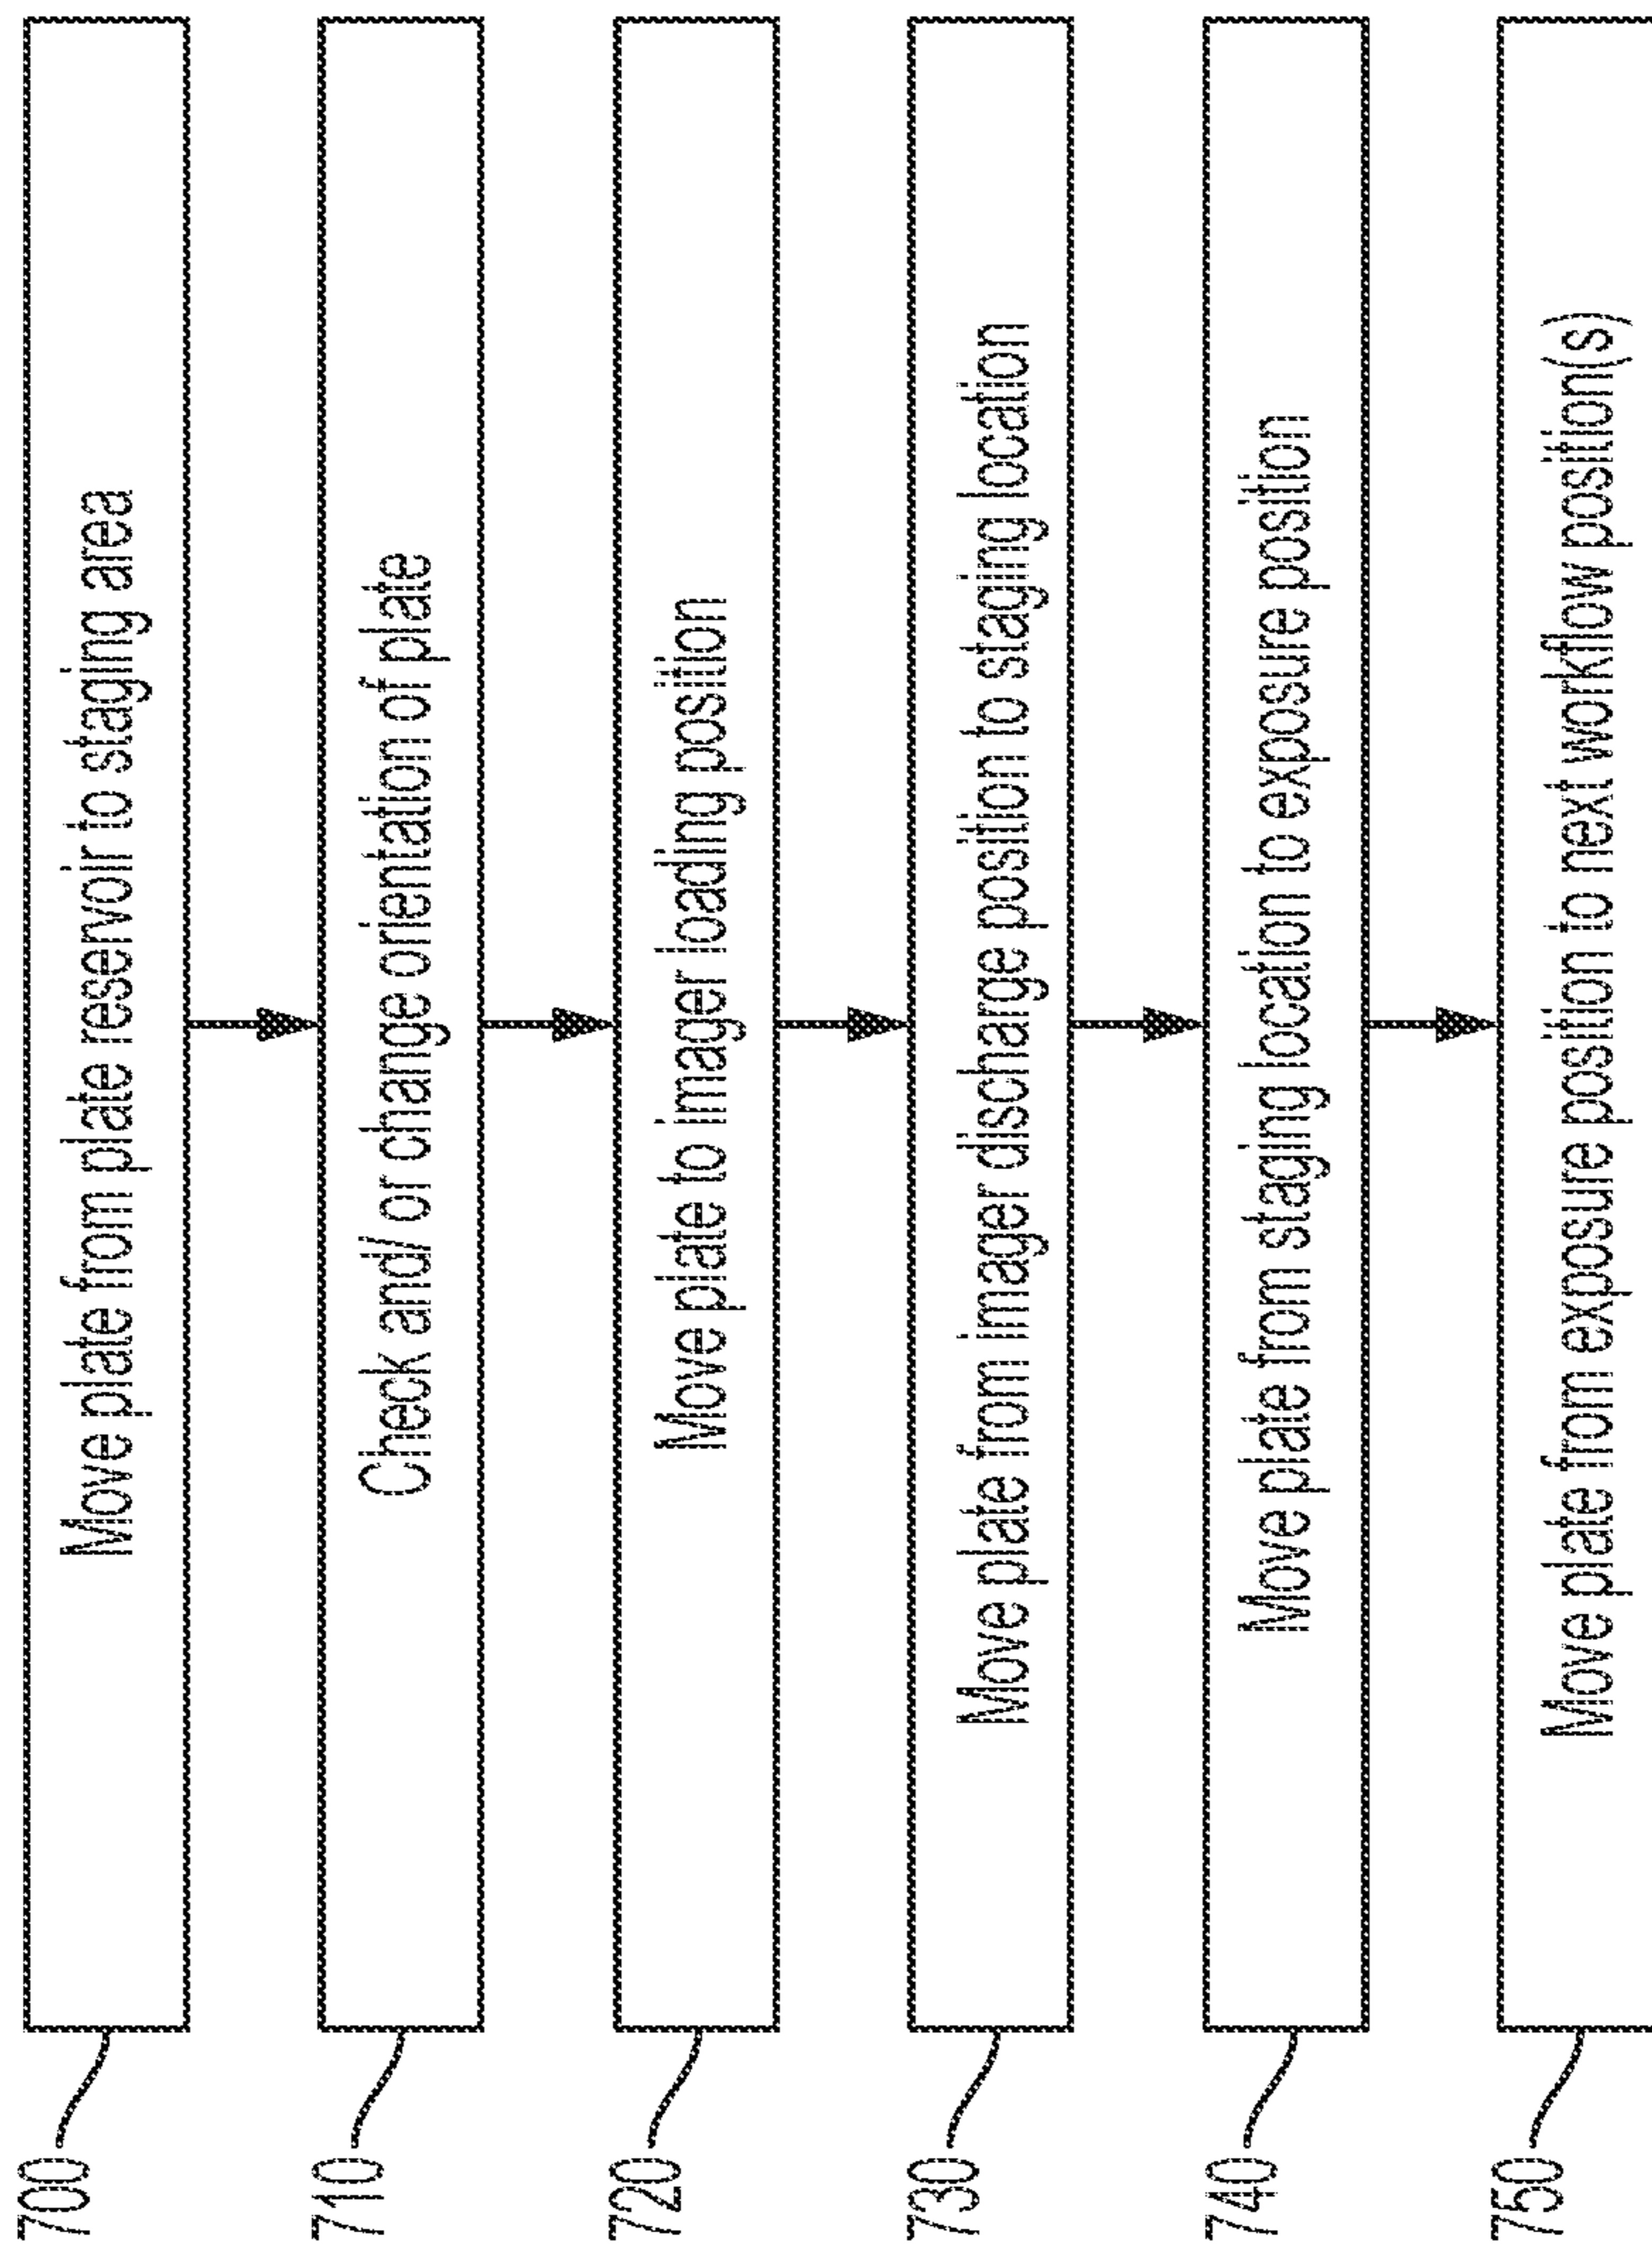 700
Move plate from plate reservoir to staging area
710
Check and/ or change orientation of plate
720
Move plate to imager loading position
730
Move plate from imager discharge position to staging location
740
Move plate from staging location to exposure position
750
Move plate from exposure position to next workflow position(s)